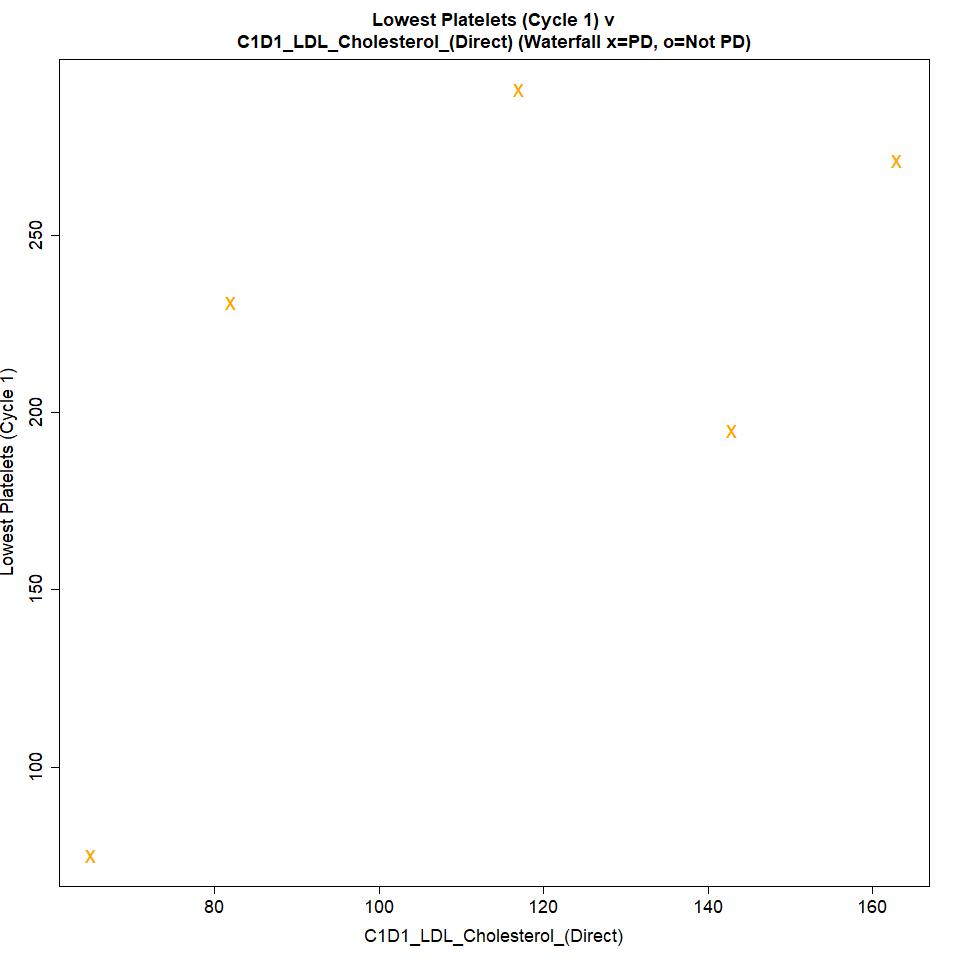 Lowest Platelets (Cycle 1) v
C1D1_LDL_Cholesterol_(Direct) (Waterfall x=PD, o=Not PD)
Lowest Platelets (Cycle 1)
250
200
150
100
X
X
X
X
X
80 100 120 140 160
C1D1_LDL_Cholesterol_(Direct)